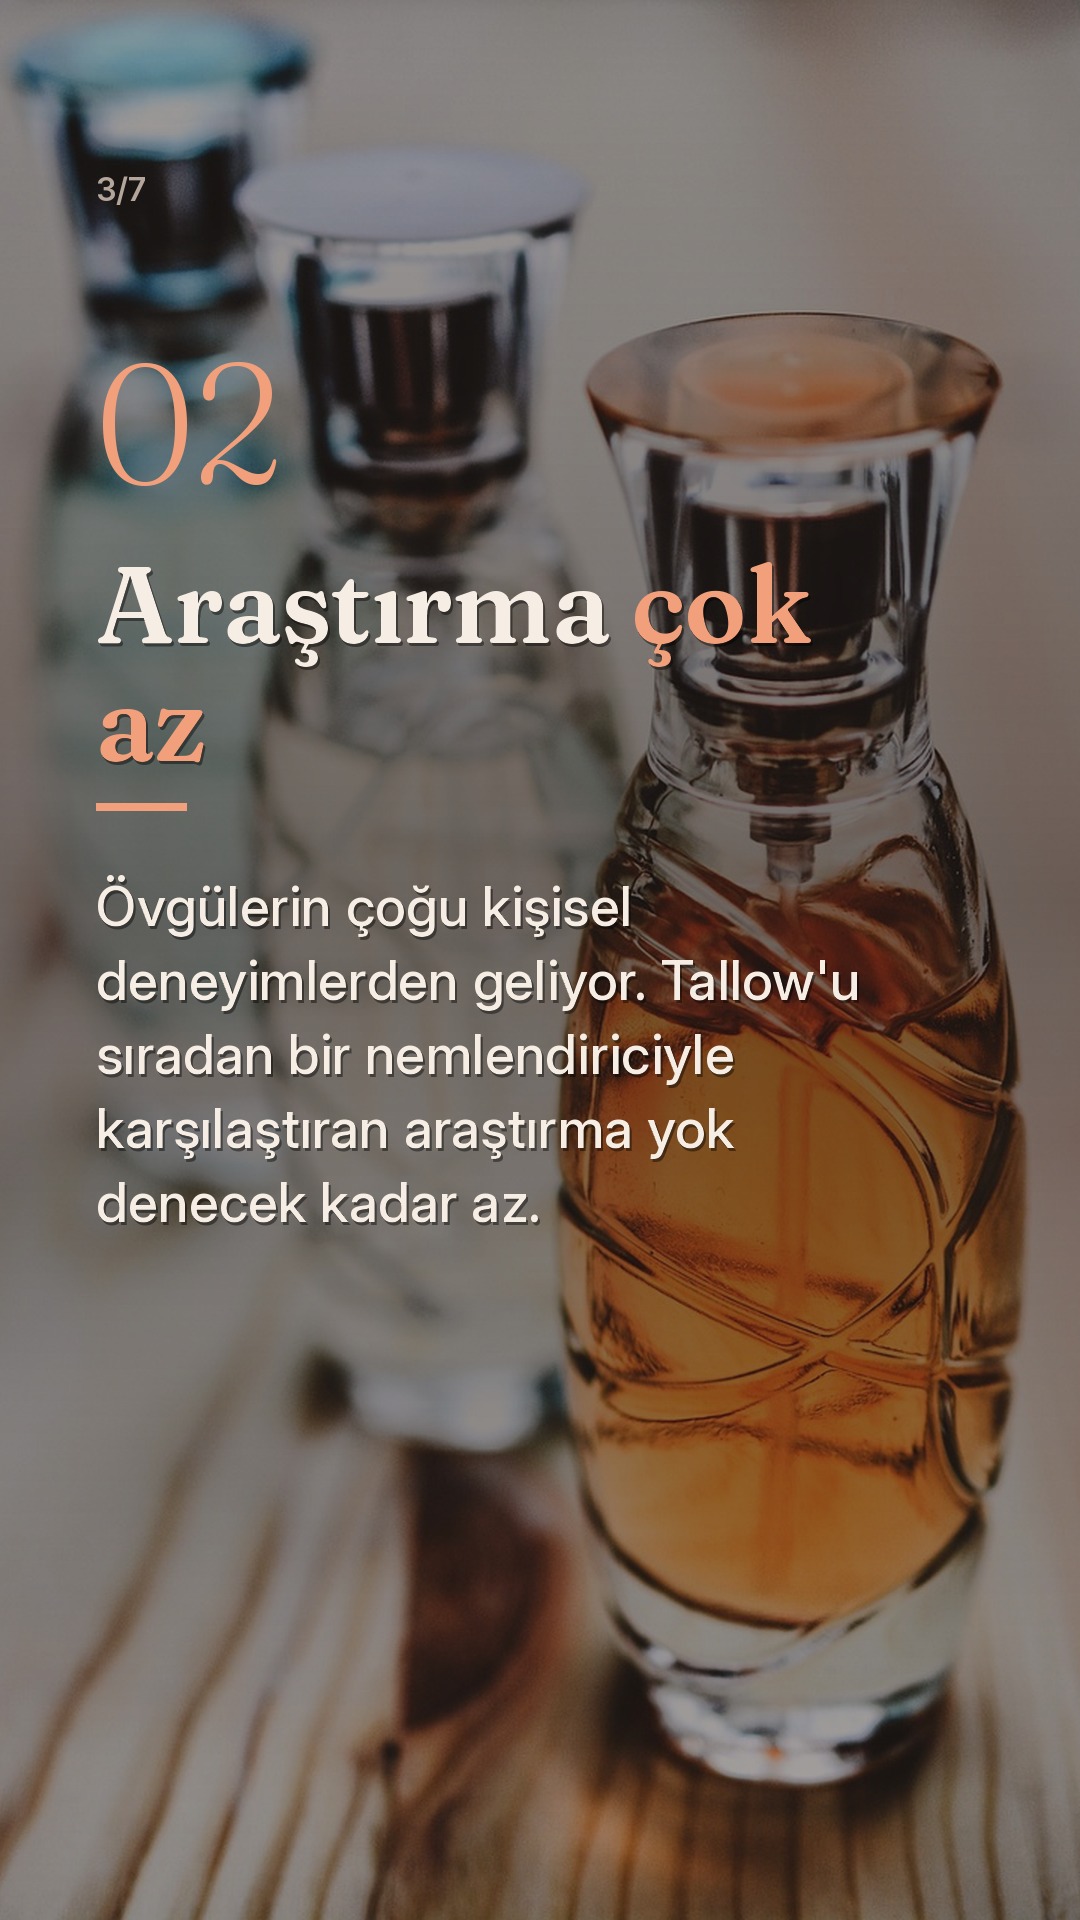 3/7
02
Araştırma çok
az
Övgülerin çoğu kişisel
deneyimlerden geliyor. Tallow'u
sıradan bir nemlendiriciyle
karşılaştıran araştırma yok
denecek kadar az.